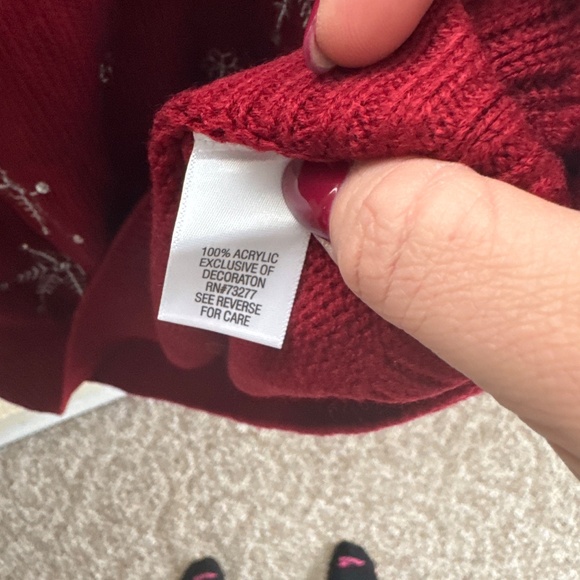 100% ACRYLIC
EXCLUSIVE OF
DECORATON
RN#73277
SEE REVERSE
FOR CARE